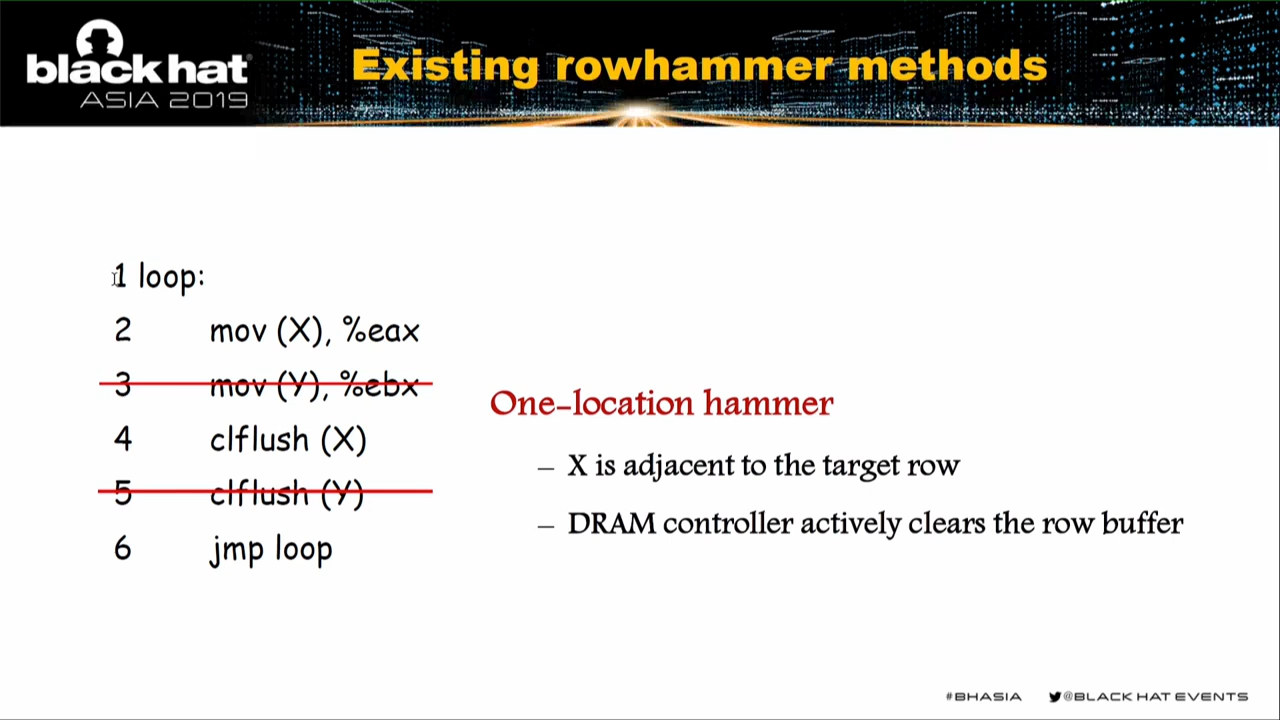 black hat
ASIA 2019
Existing rowhammer methods
1 loop:
2 mov (X), %eax
3 mov (Y), %ebx
4 clflush (X)
5 clflush (Y)
6 jmp loop
One-location hammer
– X is adjacent to the target row
– DRAM controller actively clears the row buffer
#BHASIA @BLACK HAT EVENTS